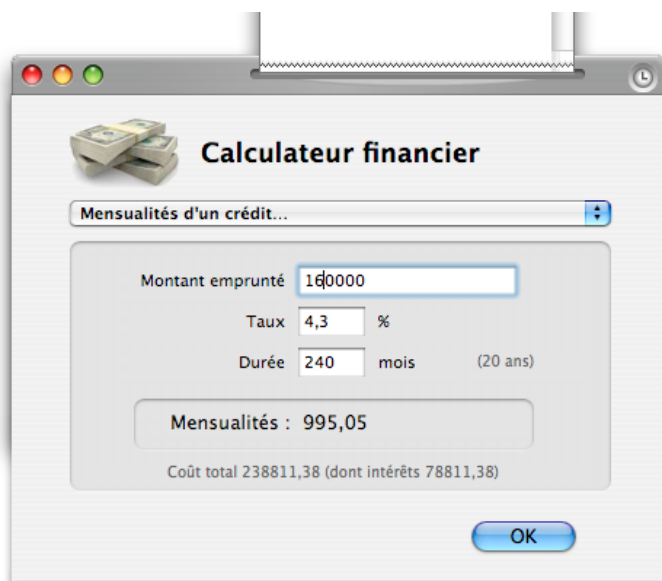 Calculateur financier
Mensualités d'un crédit...
Montant emprunté 160000
Taux 4,3 %
Durée 240 mois (20 ans)
Mensualités : 995,05
Coût total 238811,38 (dont intérêts 78811,38)
OK